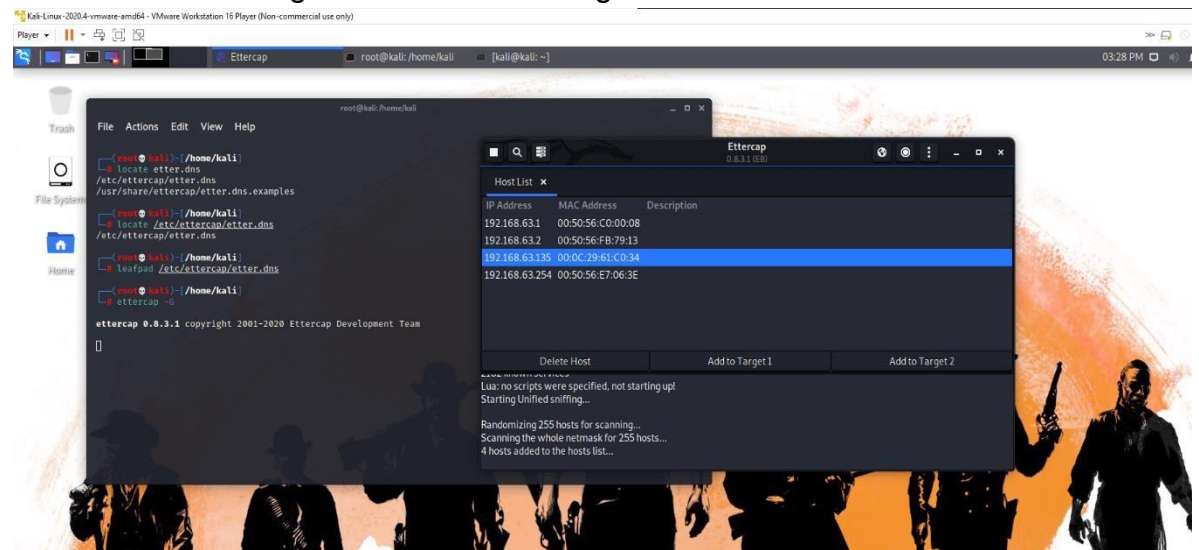 Kali-Linux-2020.4-vmware-amd64 - VMware Workstation 16 Player (Non-commercial use only)
Player
Ettercap
root@kali: /home/kali
[kali@kali: ~]
03:28 PM
Trash
File System
Home
root@kali: /home/kali
File Actions Edit View Help
(root kali)-[/home/kali]
# locate etter.dns
/etc/ettercap/etter.dns
/usr/share/ettercap/etter.dns.examples
(root kali)-[/home/kali]
# locate /etc/ettercap/etter.dns
/etc/ettercap/etter.dns
(root kali)-[/home/kali]
# leafpad /etc/ettercap/etter.dns
(root kali)-[/home/kali]
# ettercap -G
ettercap 0.8.3.1 copyright 2001-2020 Ettercap Development Team
Ettercap
0.8.3.1 (EB)
Host List ×
IP Address MAC Address Description
192.168.63.1 00:50:56:C0:00:08
192.168.63.2 00:50:56:FB:79:13
192.168.63.135 00:0C:29:61:C0:34
192.168.63.254 00:50:56:E7:06:3E
Delete Host Add to Target 1 Add to Target 2
2182 known services
Lua: no scripts were specified, not starting up!
Starting Unified sniffing...
Randomizing 255 hosts for scanning...
Scanning the whole netmask for 255 hosts...
4 hosts added to the hosts list...